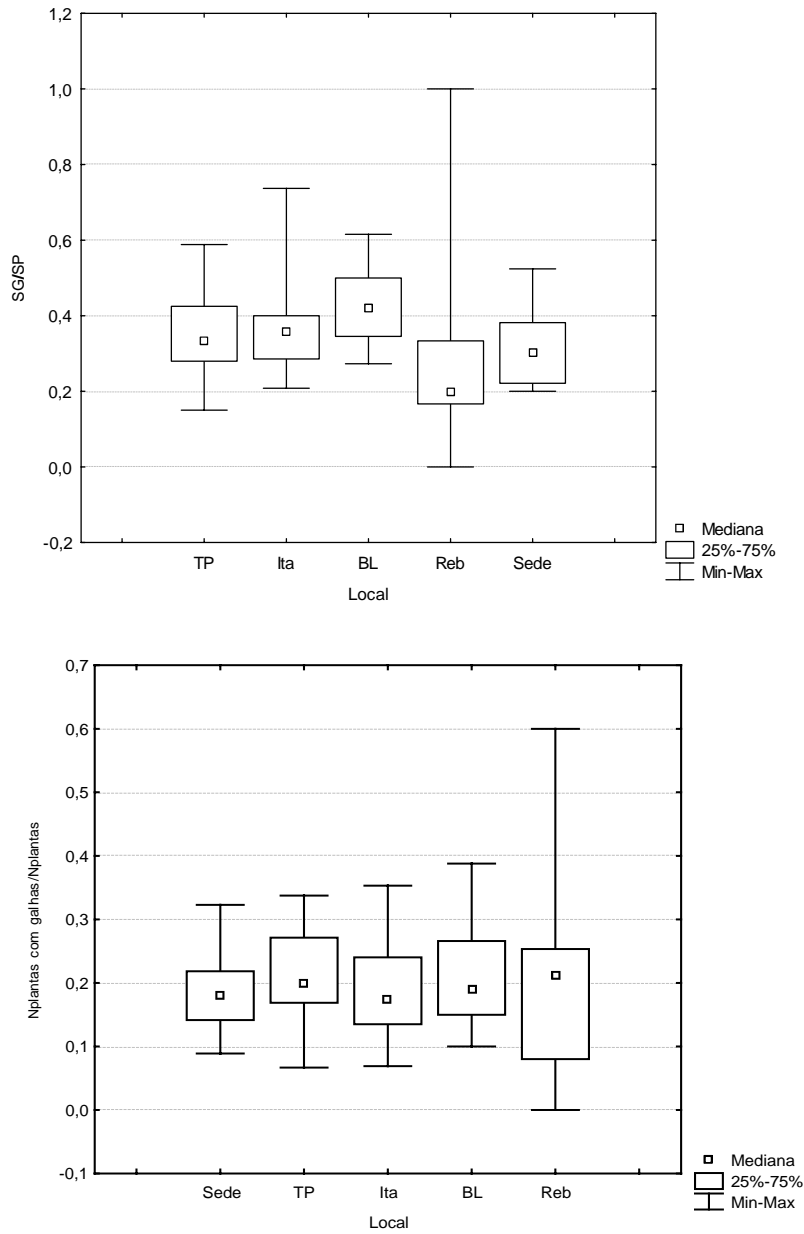 1,2
1,0
0,8
0,6
0,4
0,2
0,0
-0,2
SG/SP
TP Ita BL Reb Sede
Local
Mediana
25%-75%
Min-Max
0,7
0,6
0,5
0,4
0,3
0,2
0,1
0,0
-0,1
Nplantas com galhas/Nplantas
Sede TP Ita BL Reb
Local
Mediana
25%-75%
Min-Max